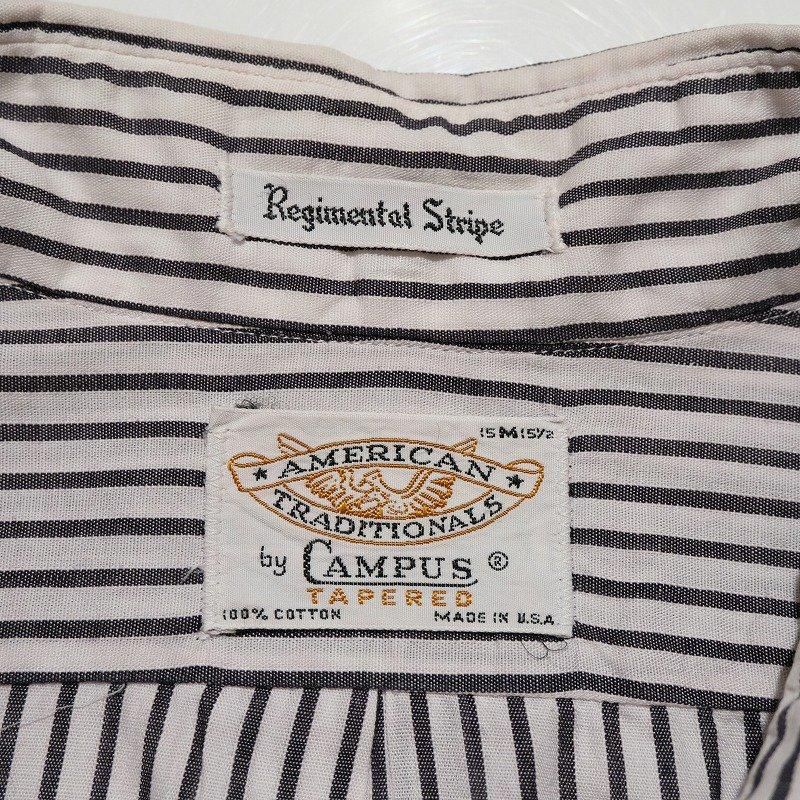 Regimental Stripe
15 M 15½
AMERICAN
TRADITIONALS
by CAMPUS ®
TAPERED
100% COTTON MADE IN U.S.A